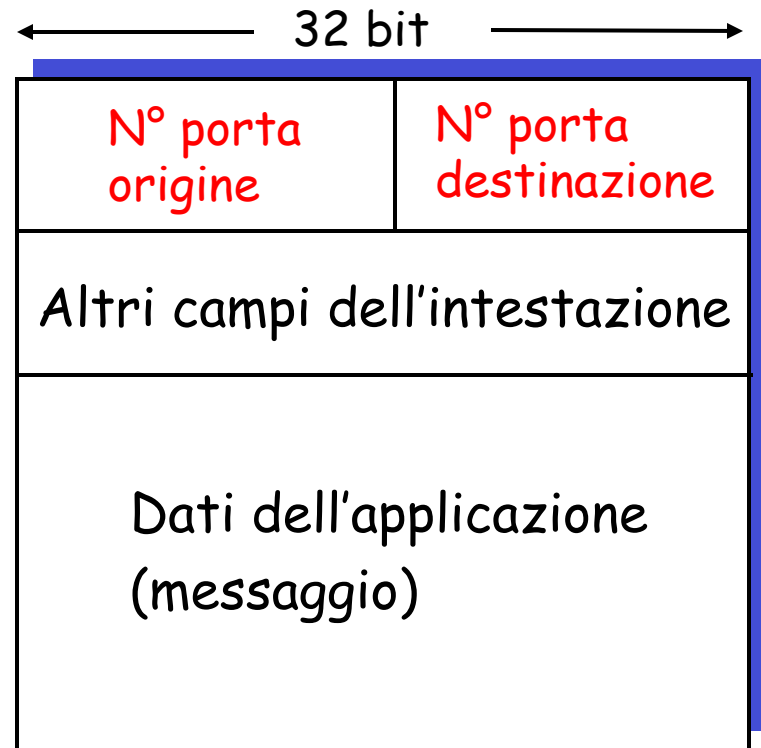 32 bit
N° porta
origine
N° porta
destinazione
Altri campi dell'intestazione
Dati dell'applicazione
(messaggio)